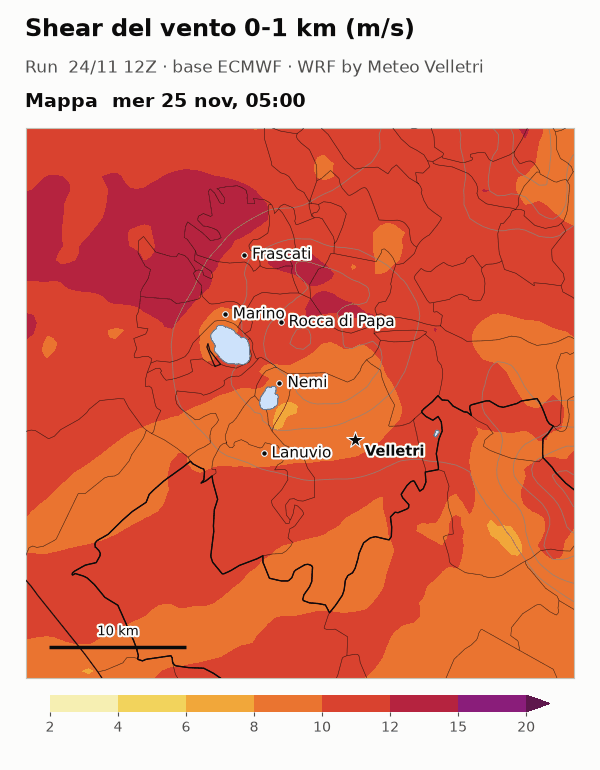 Shear del vento 0-1 km (m/s)
Run  24/11 12Z · base ECMWF · WRF by Meteo Velletri
Mappa  mer 25 nov, 05:00
Frascati
Marino
Rocca di Papa
Nemi
Velletri
Lanuvio
10 km
2 4 6 8 10 12 15 20